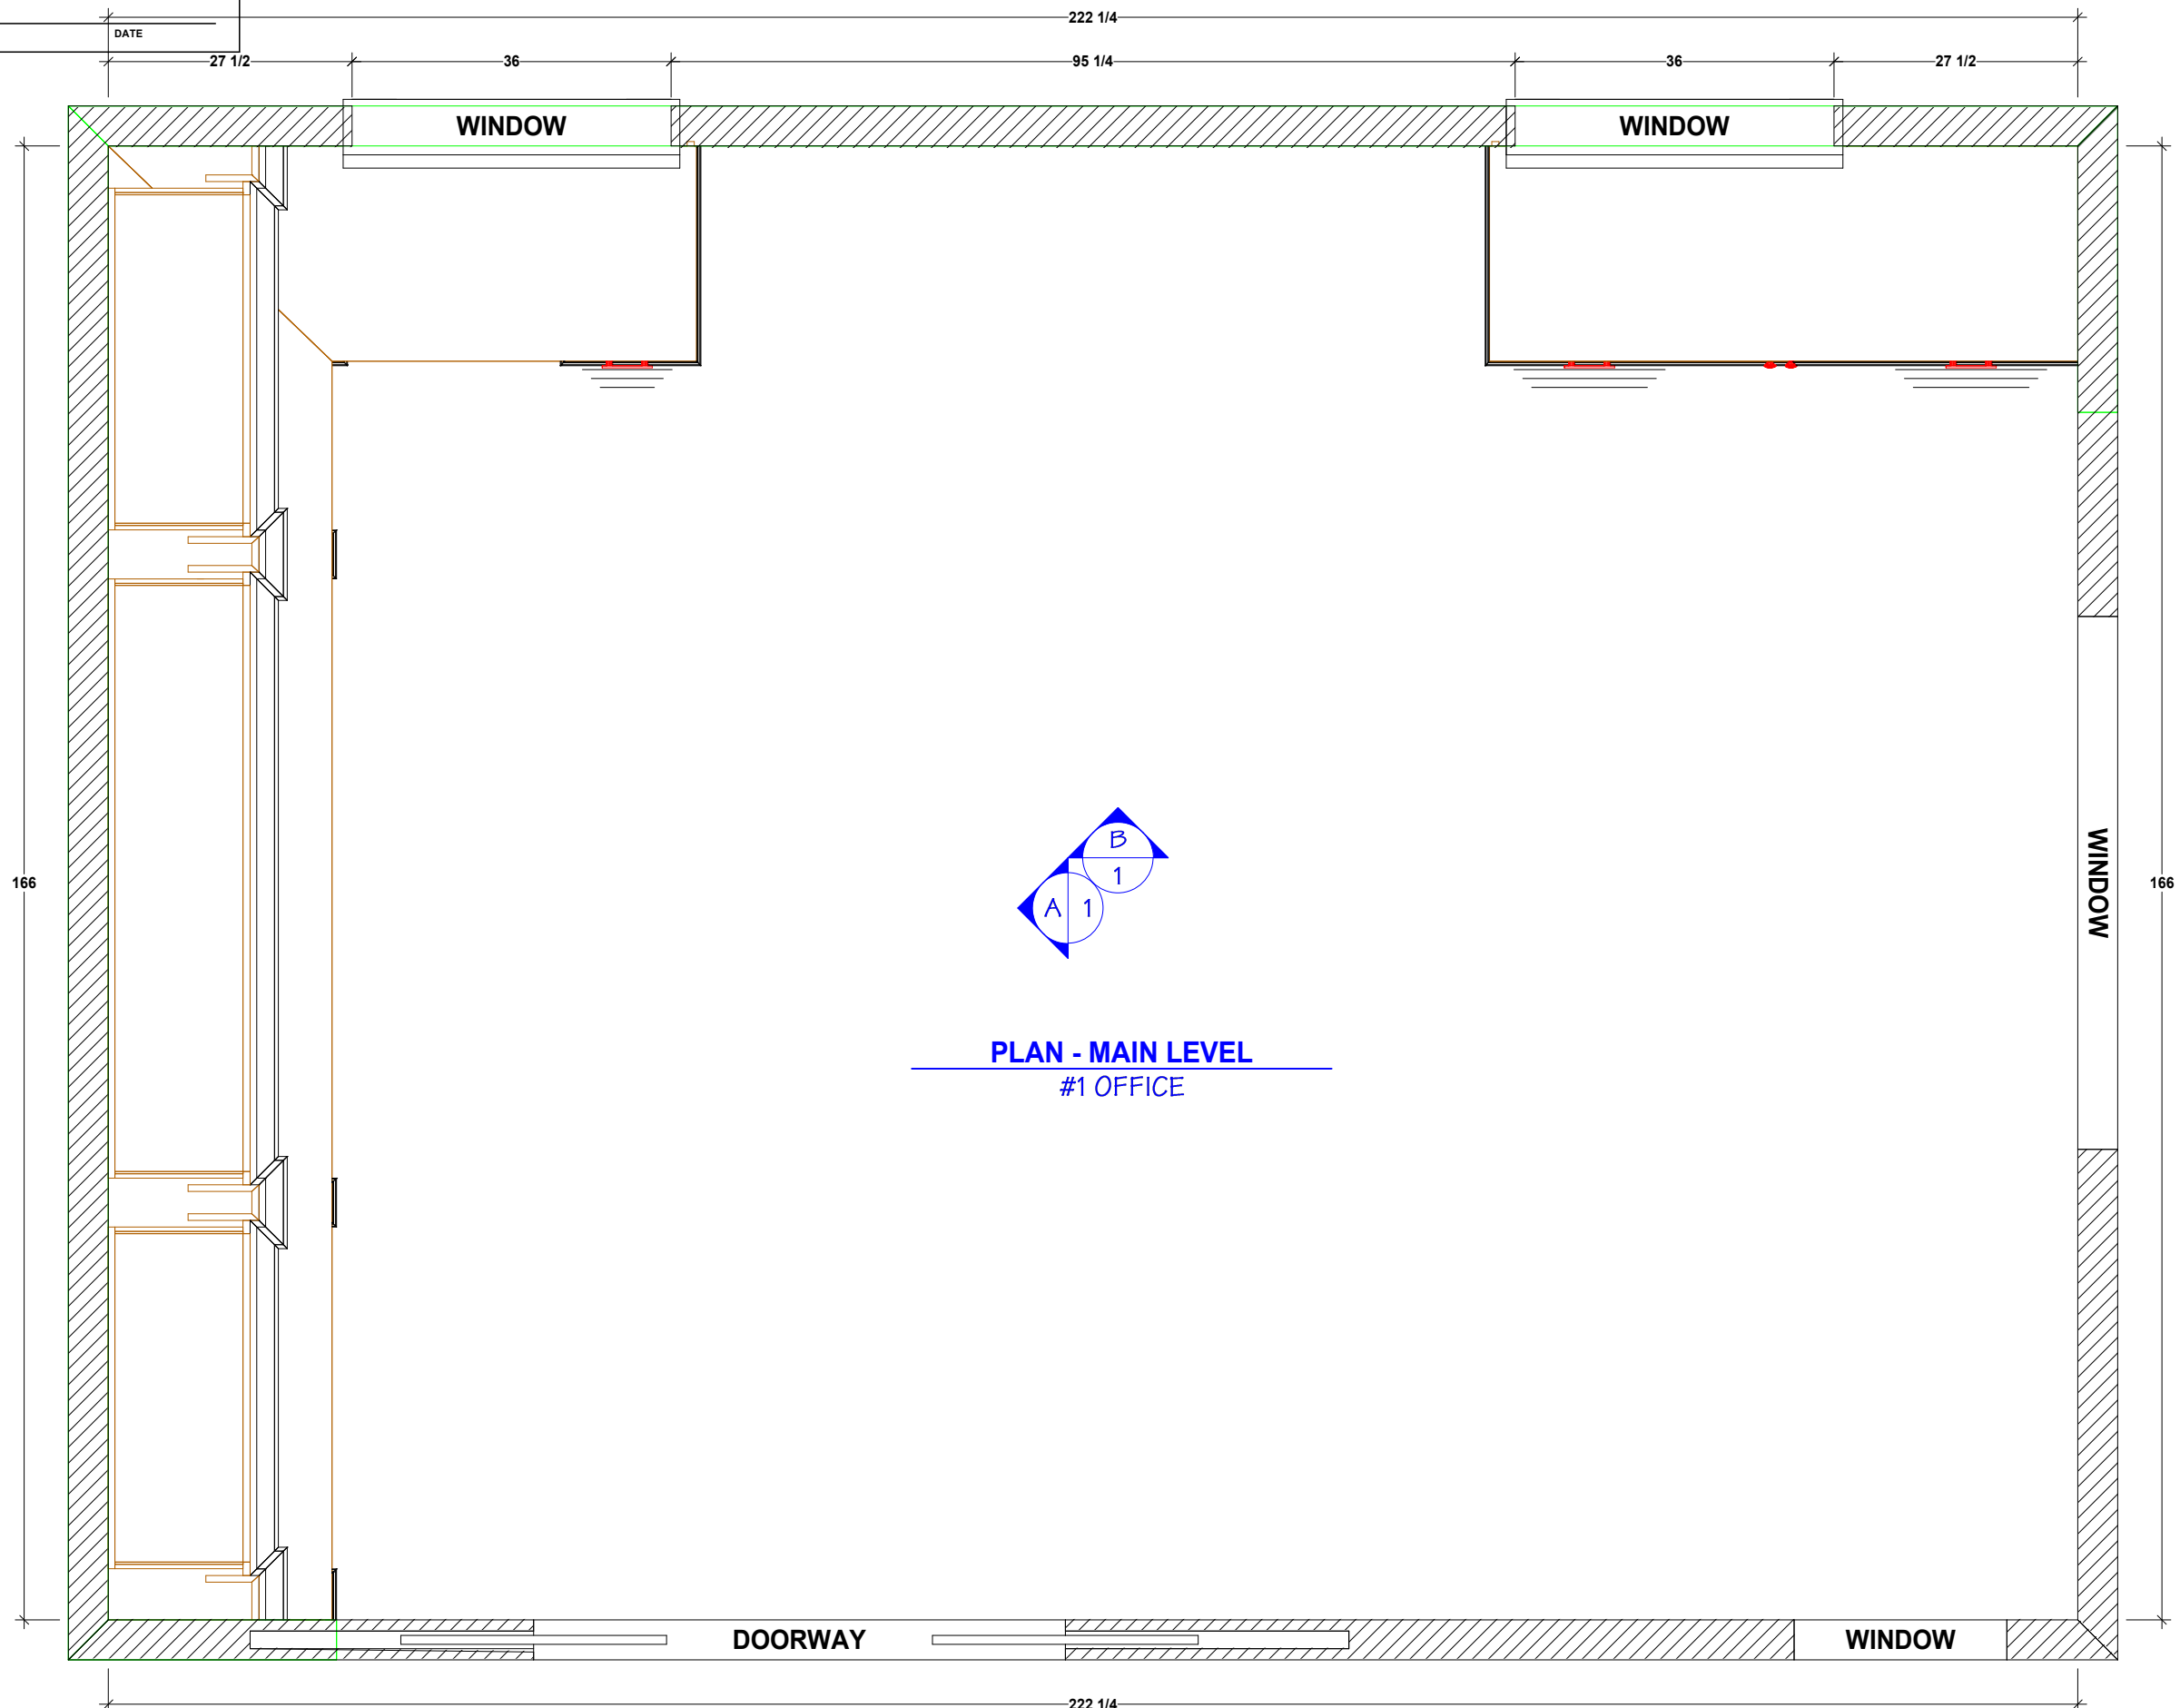 222 1/4
DATE
27 1/2
36
95 1/4
36
27 1/2
WINDOW
WINDOW
166
B
1
A 1
WINDOW
166
PLAN - MAIN LEVEL
#1 OFFICE
DOORWAY
WINDOW
222 1/4